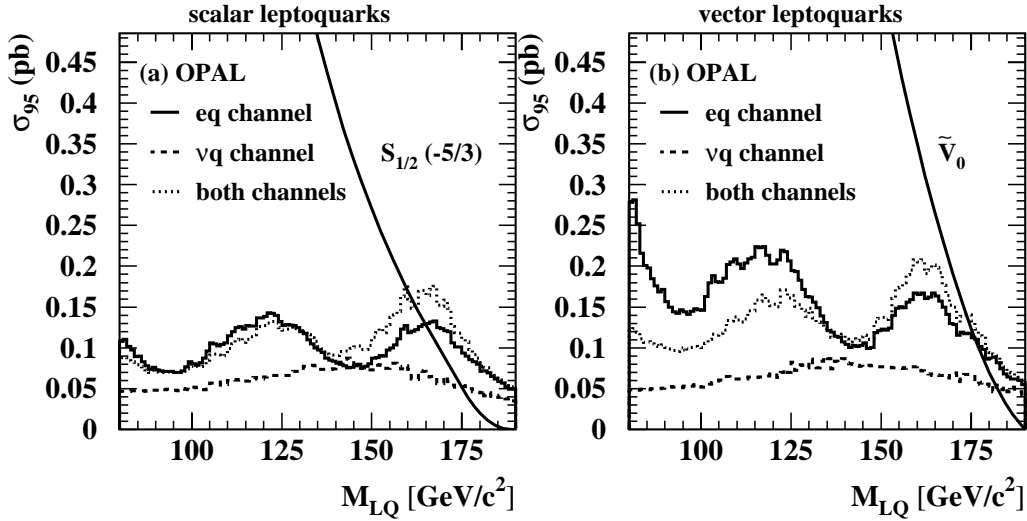 scalar leptoquarks
σ95 (pb)
0.45
0.4
0.35
0.3
0.25
0.2
0.15
0.1
0.05
0
(a) OPAL
eq channel
νq channel
both channels
S1/2 (-5/3)
100 125 150 175
MLQ [GeV/c²]
vector leptoquarks
σ95 (pb)
0.45
0.4
0.35
0.3
0.25
0.2
0.15
0.1
0.05
0
(b) OPAL
eq channel
νq channel
both channels
Ṽ0
100 125 150 175
MLQ [GeV/c²]